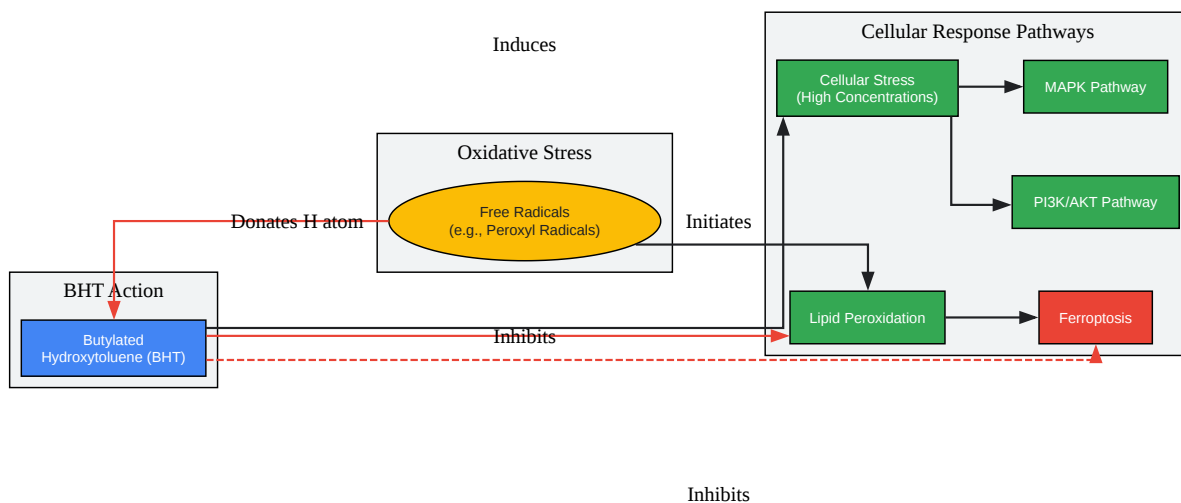 Cellular Response Pathways
Induces
Cellular Stress
(High Concentrations)
MAPK Pathway
Oxidative Stress
PI3K/AKT Pathway
Free Radicals
(e.g., Peroxyl Radicals)
Donates H atom
Initiates
BHT Action
Lipid Peroxidation
Ferroptosis
Butylated
Hydroxytoluene (BHT)
Inhibits
Inhibits